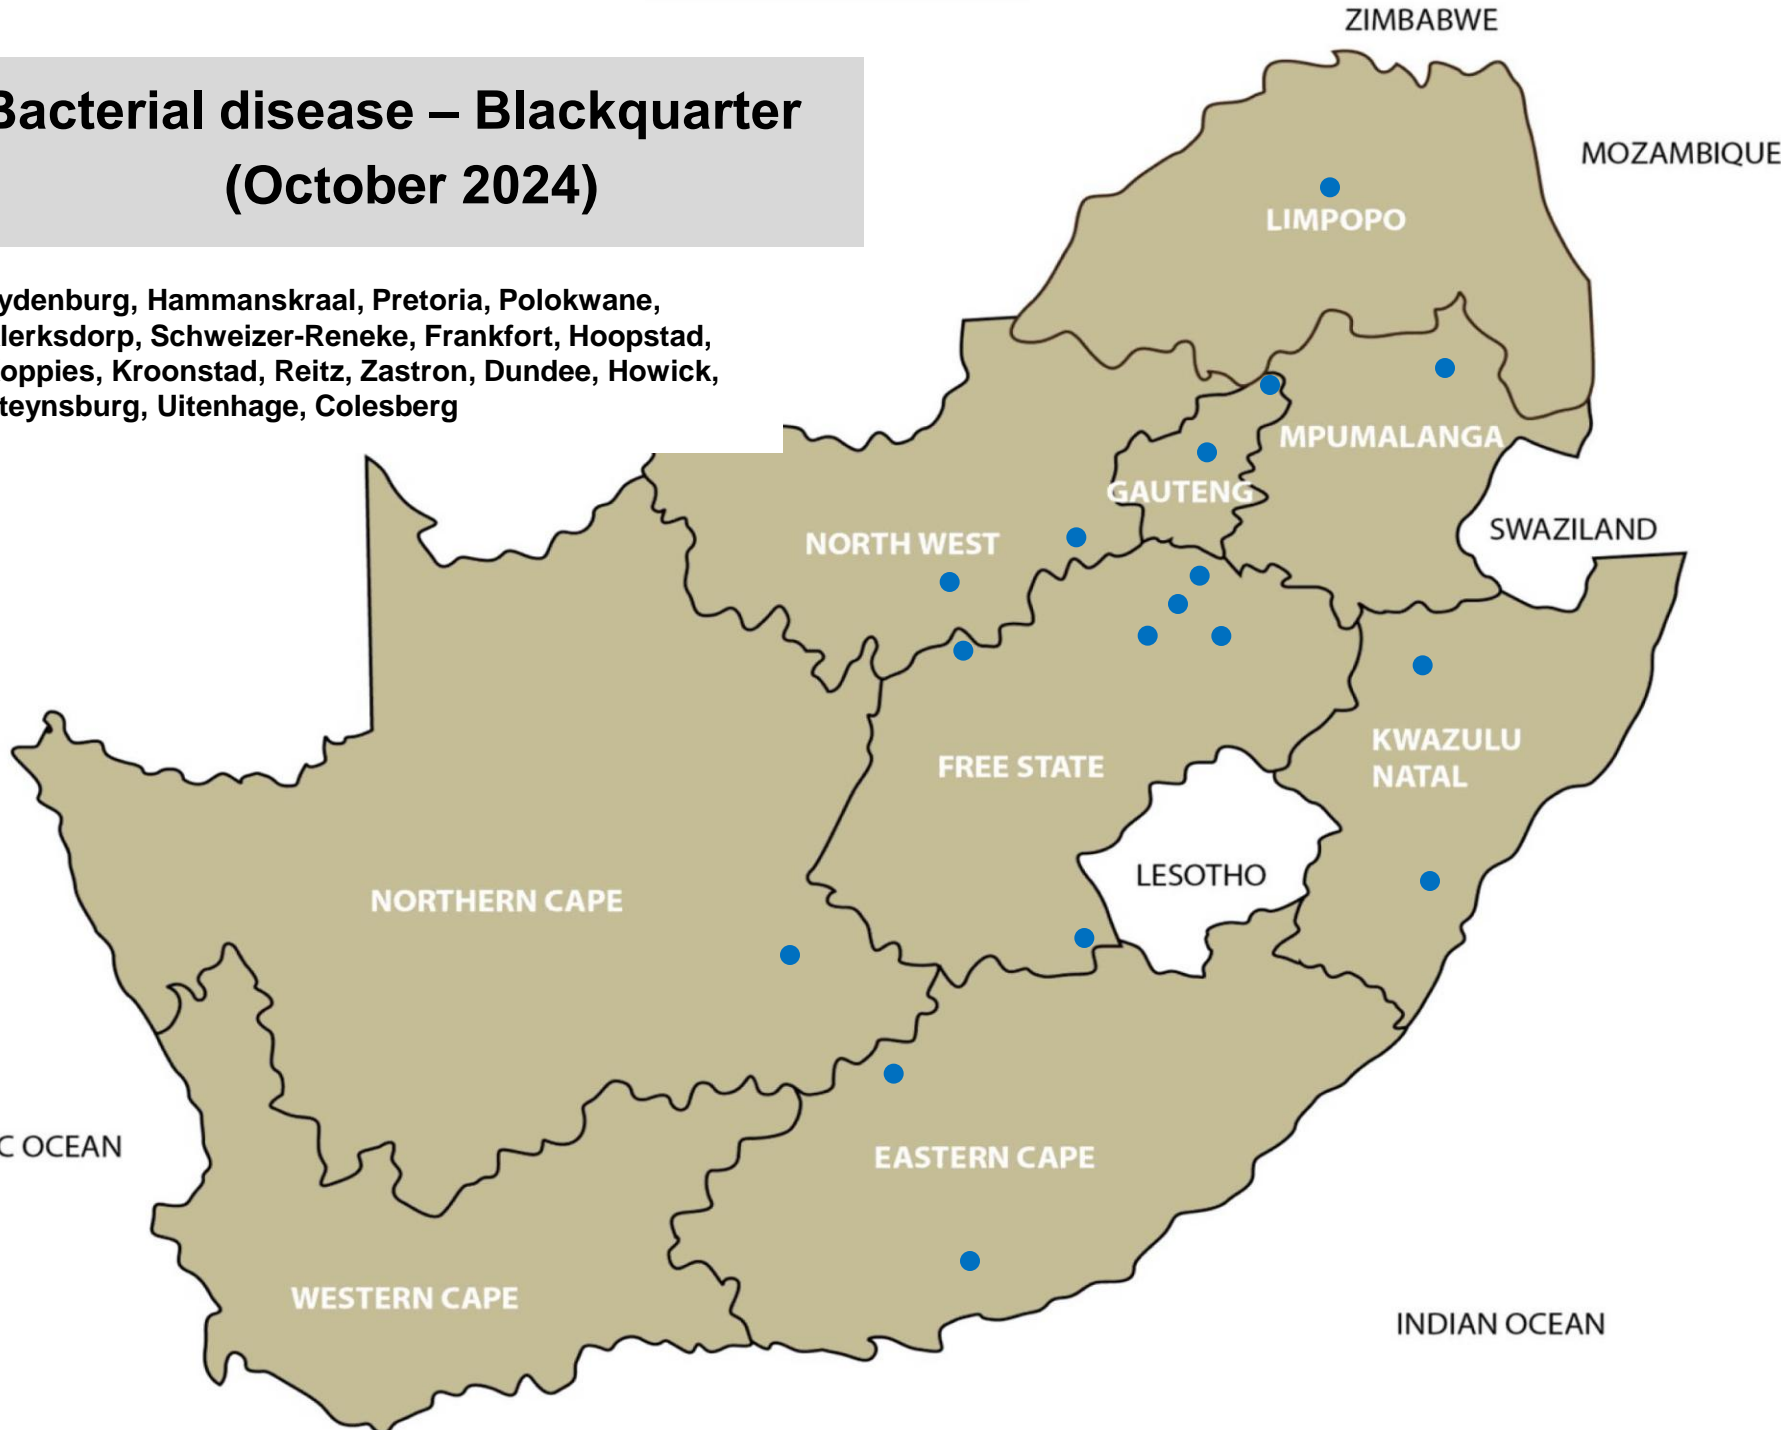 ZIMBABWE
Bacterial disease – Blackquarter
(October 2024)
MOZAMBIQUE
LIMPOPO
ydenburg, Hammanskraal, Pretoria, Polokwane,
lerksdorp, Schweizer-Reneke, Frankfort, Hoopstad,
oppies, Kroonstad, Reitz, Zastron, Dundee, Howick,
teynsburg, Uitenhage, Colesberg
MPUMALANGA
GAUTENG
SWAZILAND
NORTH WEST
KWAZULU
NATAL
FREE STATE
LESOTHO
NORTHERN CAPE
C OCEAN
EASTERN CAPE
WESTERN CAPE
INDIAN OCEAN